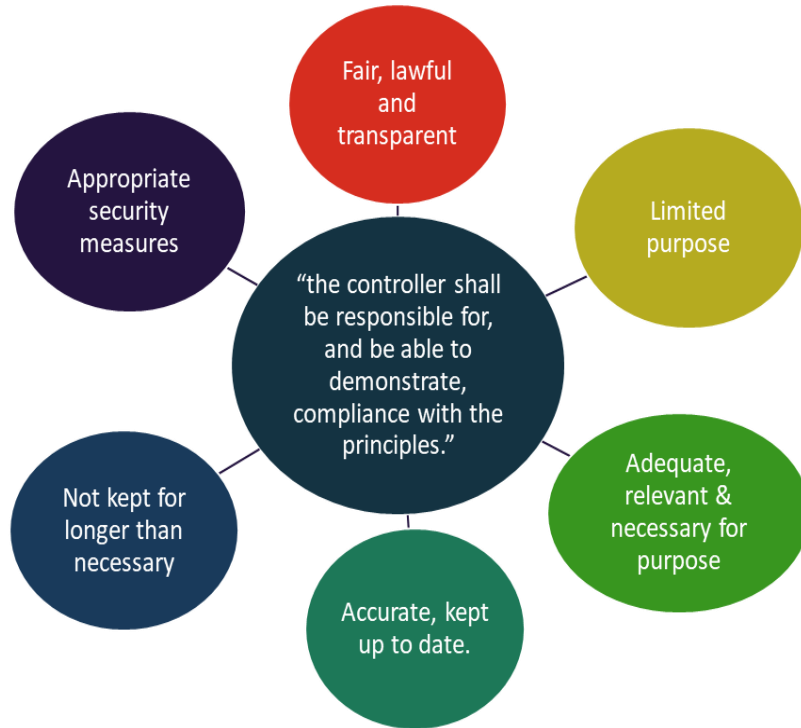 Fair, lawful
and
transparent
Limited
purpose
Adequate,
relevant &
necessary for
purpose
Accurate, kept
up to date.
Not kept for
longer than
necessary
Appropriate
security
measures
“the controller shall
be responsible for,
and be able to
demonstrate,
compliance with the
principles.”